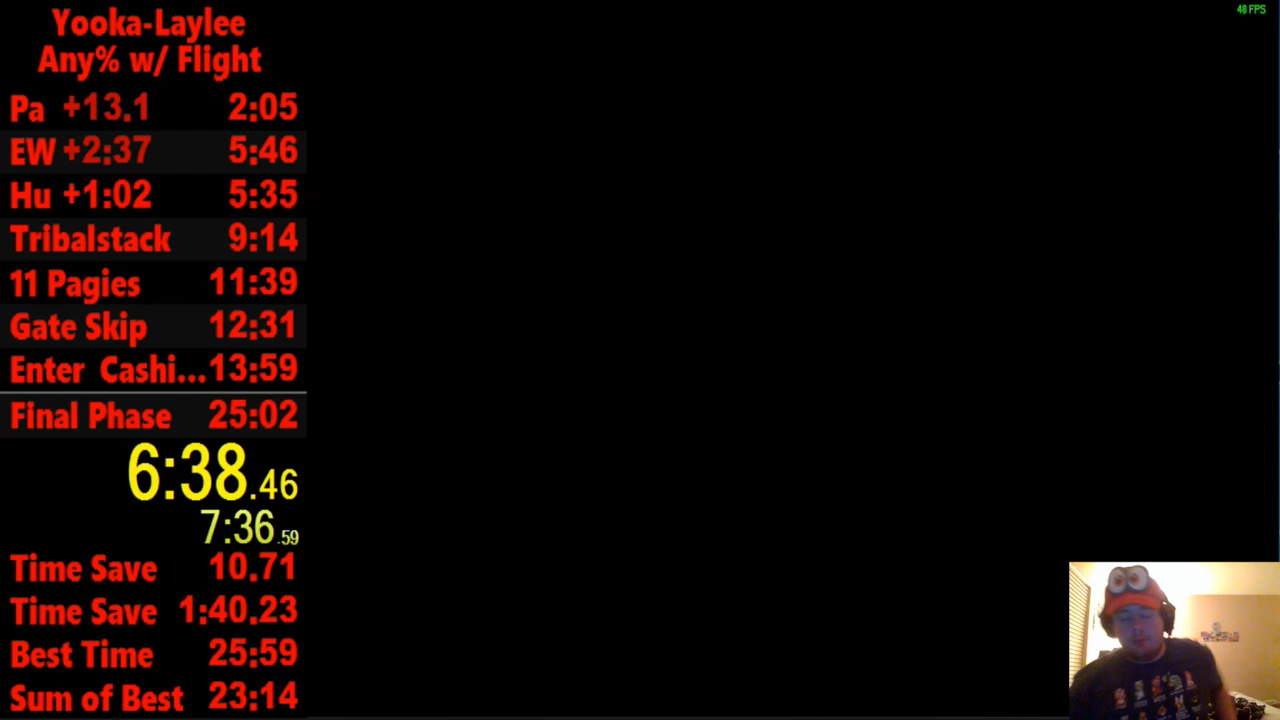 48 FPS
Yooka-Laylee
Any% w/ Flight
Pa +13.1 2:05
EW +2:37 5:46
Hu +1:02 5:35
Tribalstack 9:14
11 Pagies 11:39
Gate Skip 12:31
Enter Cashi... 13:59
Final Phase 25:02
6:38.46
7:36.59
Time Save 10.71
Time Save 1:40.23
Best Time 25:59
Sum of Best 23:14